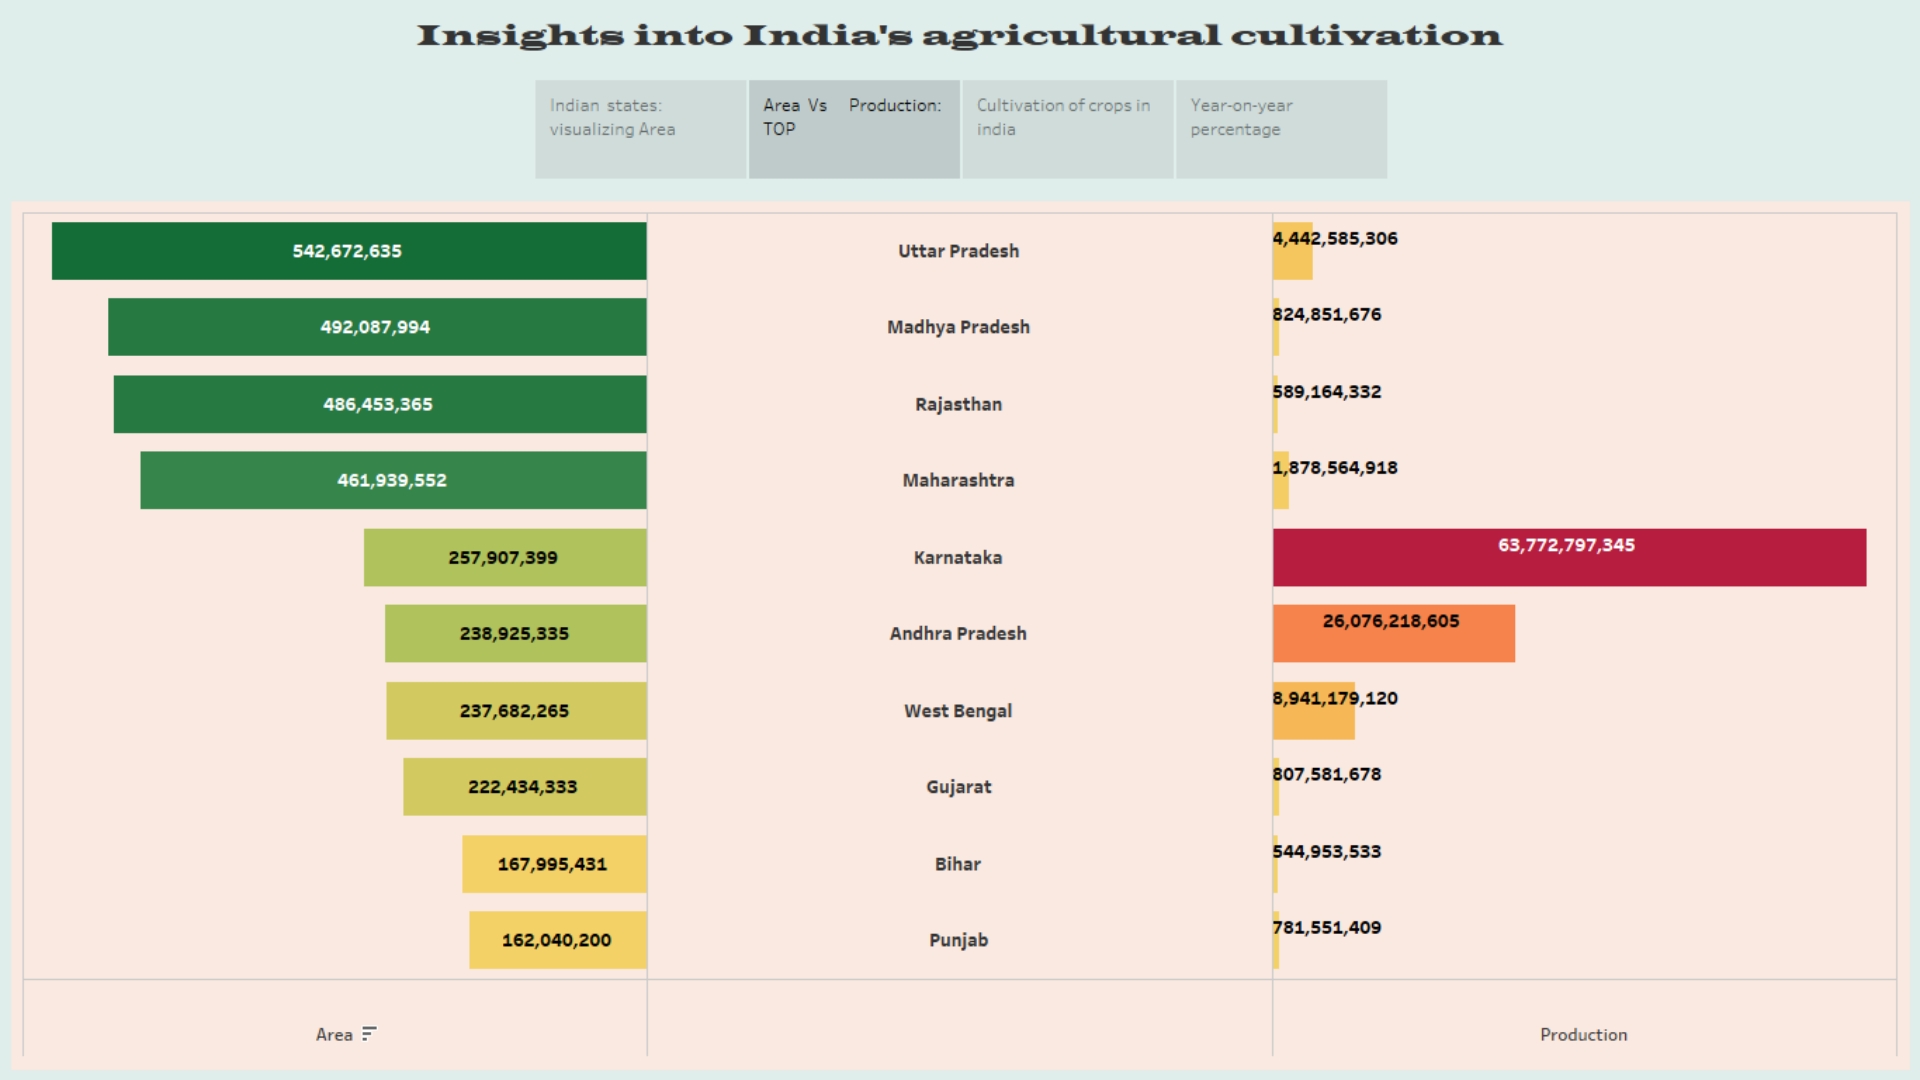 Insights into India's agricultural cultivation
Indian states:
visualizing Area
Area Vs Production:
TOP
Cultivation of crops in
india
Year-on-year
percentage
542,672,635 Uttar Pradesh 4,442,585,306
492,087,994 Madhya Pradesh 824,851,676
486,453,365 Rajasthan 589,164,332
461,939,552 Maharashtra 1,878,564,918
257,907,399 Karnataka 63,772,797,345
238,925,335 Andhra Pradesh 26,076,218,605
237,682,265 West Bengal 8,941,179,120
222,434,333 Gujarat 807,581,678
167,995,431 Bihar 544,953,533
162,040,200 Punjab 781,551,409
Area Production